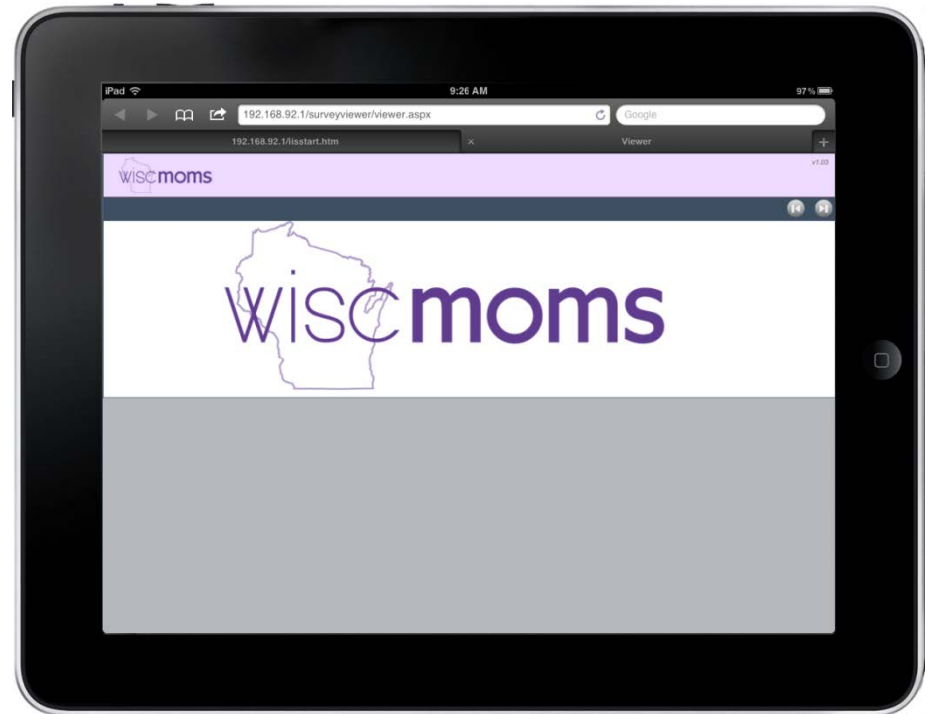 iPad 9:26 AM 97%
192.168.92.1/surveyviewer/viewer.aspx Google
192.168.92.1/iisstart.htm × Viewer +
wiscmoms v1.03
wiscmoms